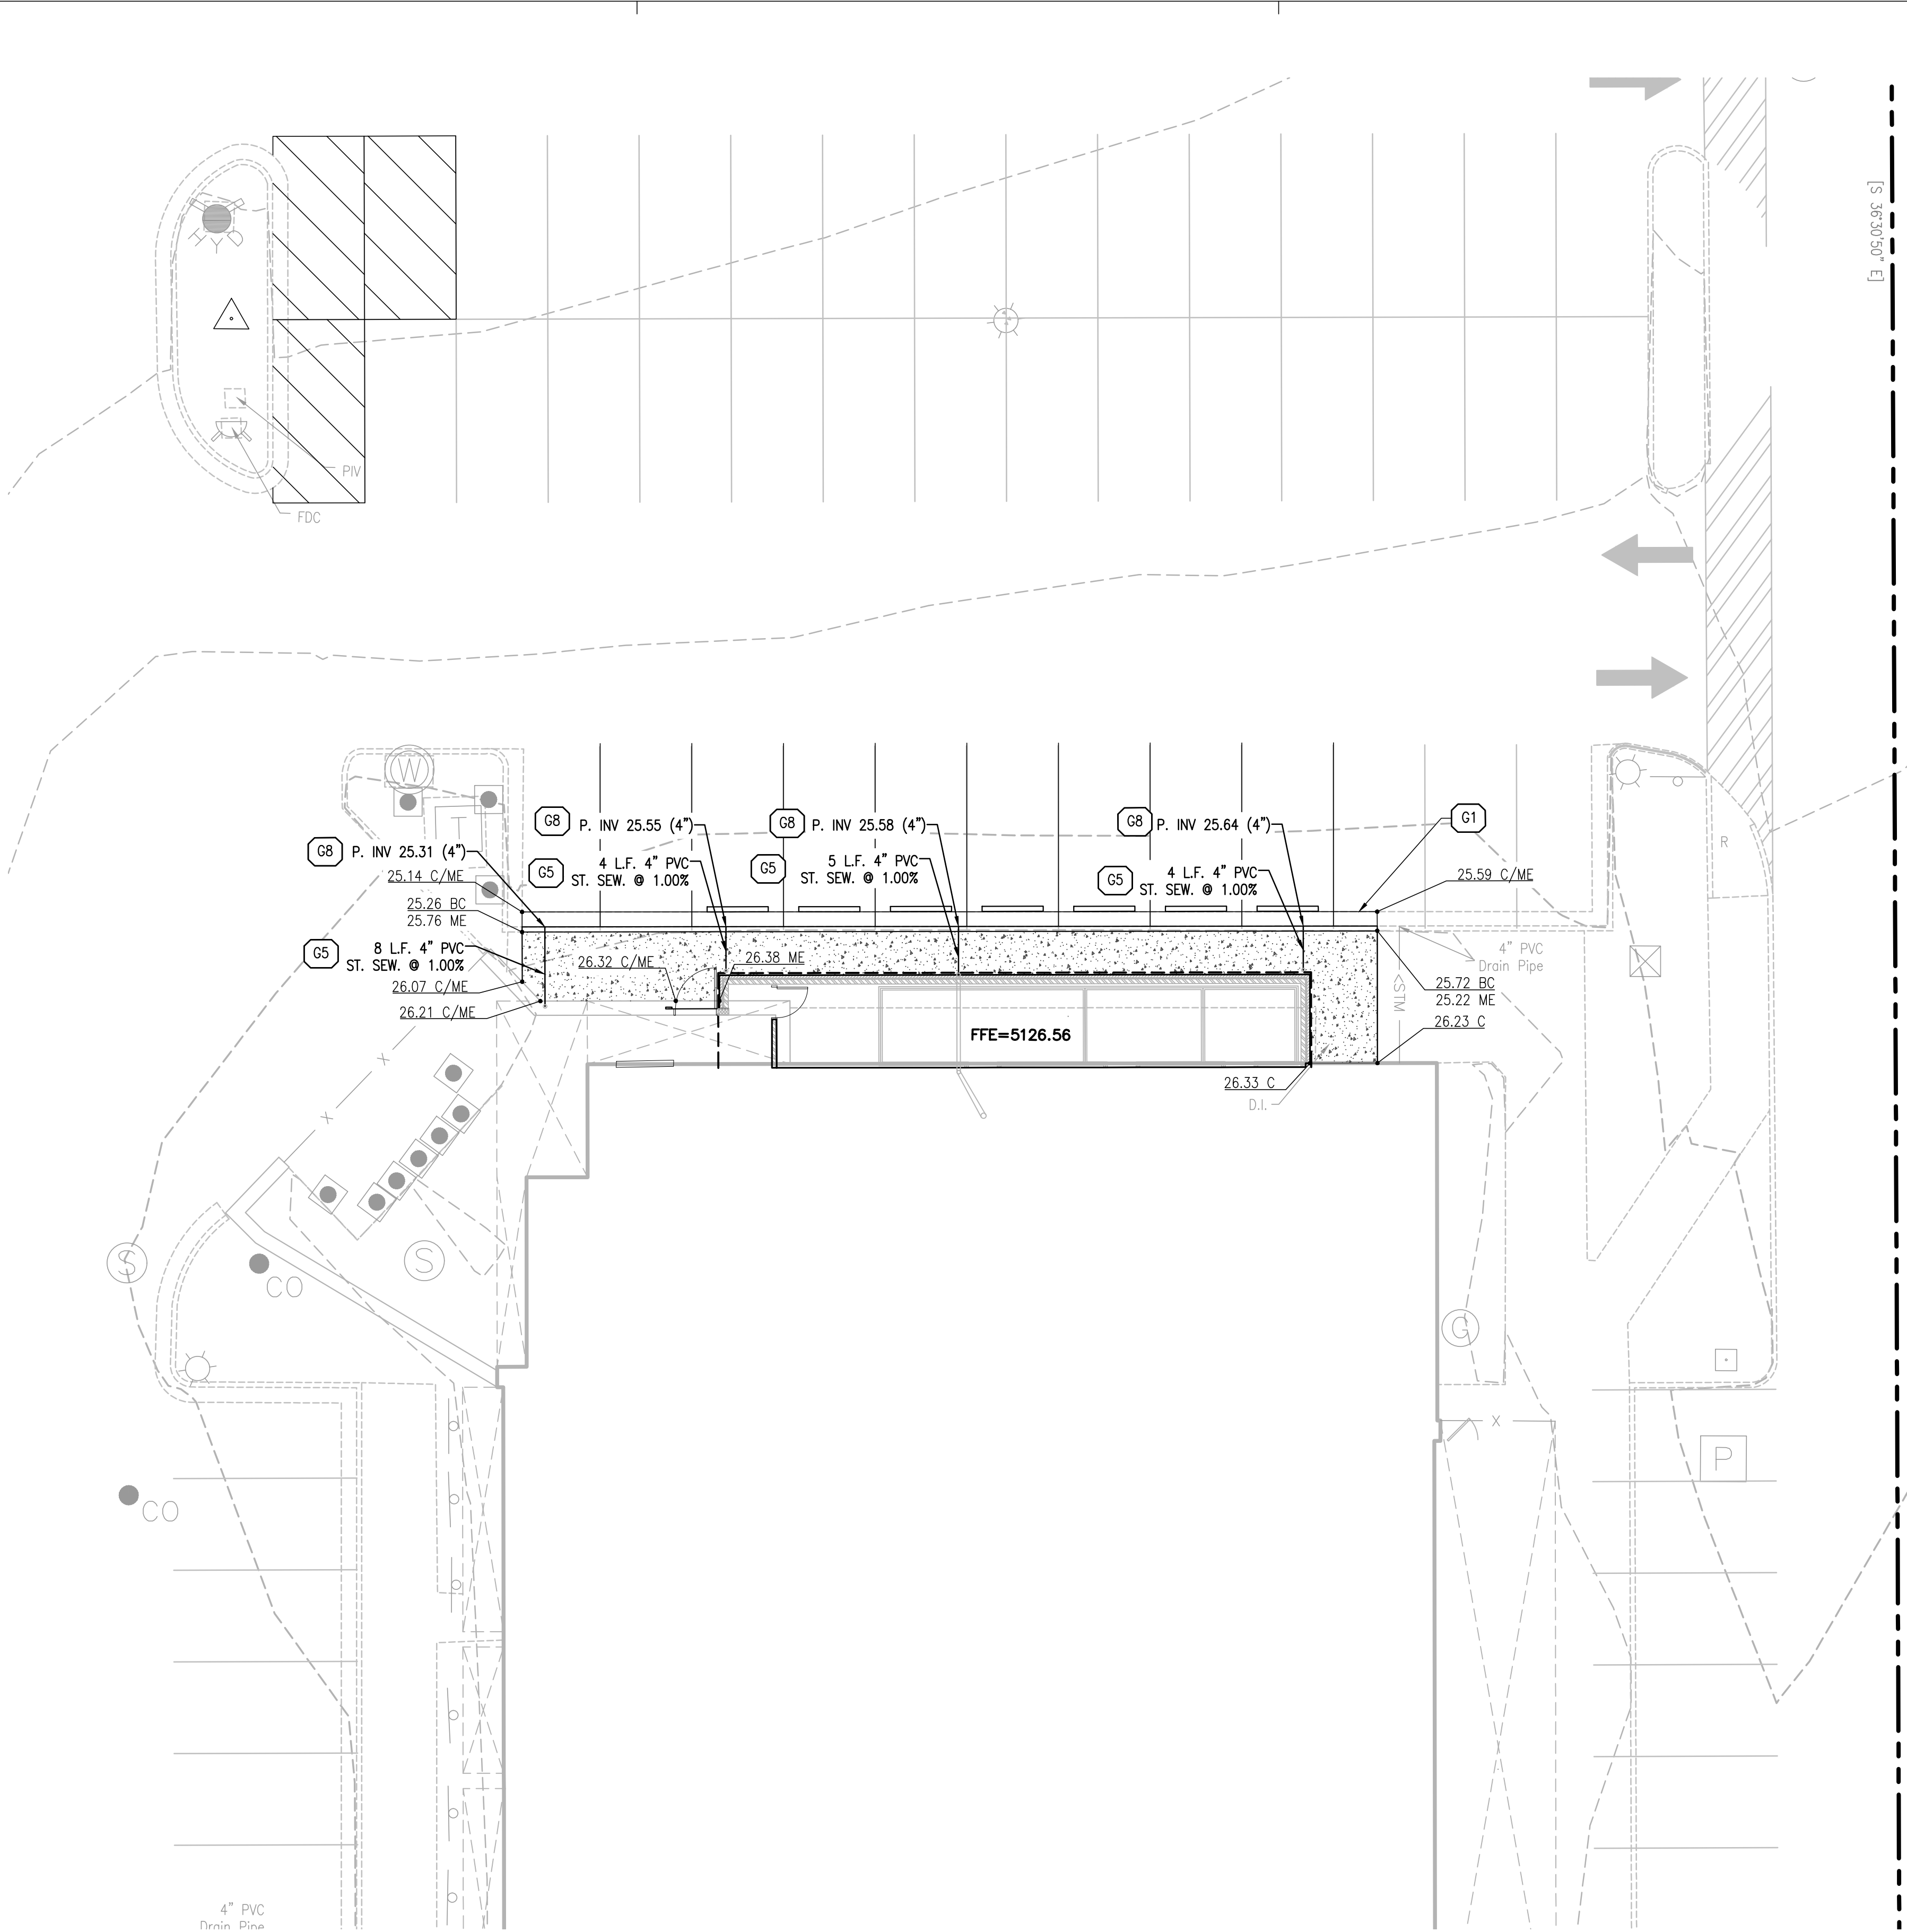 [S 36°30'50" E]
HYD
PIV
FDC
W
T
G8 P. INV 25.55 (4")
G8 P. INV 25.58 (4")
G8 P. INV 25.64 (4")
G1
G8 P. INV 25.31 (4")
G5 4 L.F. 4" PVC
ST. SEW. @ 1.00%
G5 5 L.F. 4" PVC
ST. SEW. @ 1.00%
G5 4 L.F. 4" PVC
ST. SEW. @ 1.00%
25.14 C/ME
25.59 C/ME
R
25.26 BC
25.76 ME
G5 8 L.F. 4" PVC
ST. SEW. @ 1.00%
26.32 C/ME
26.38 ME
4" PVC
Drain Pipe
<STM
26.07 C/ME
26.21 C/ME
25.72 BC
25.22 ME
26.23 C
FFE=5126.56
26.33 C
D.I.
X
X
S
S
CO
G
X
P
CO
4" PVC
Drain Pipe